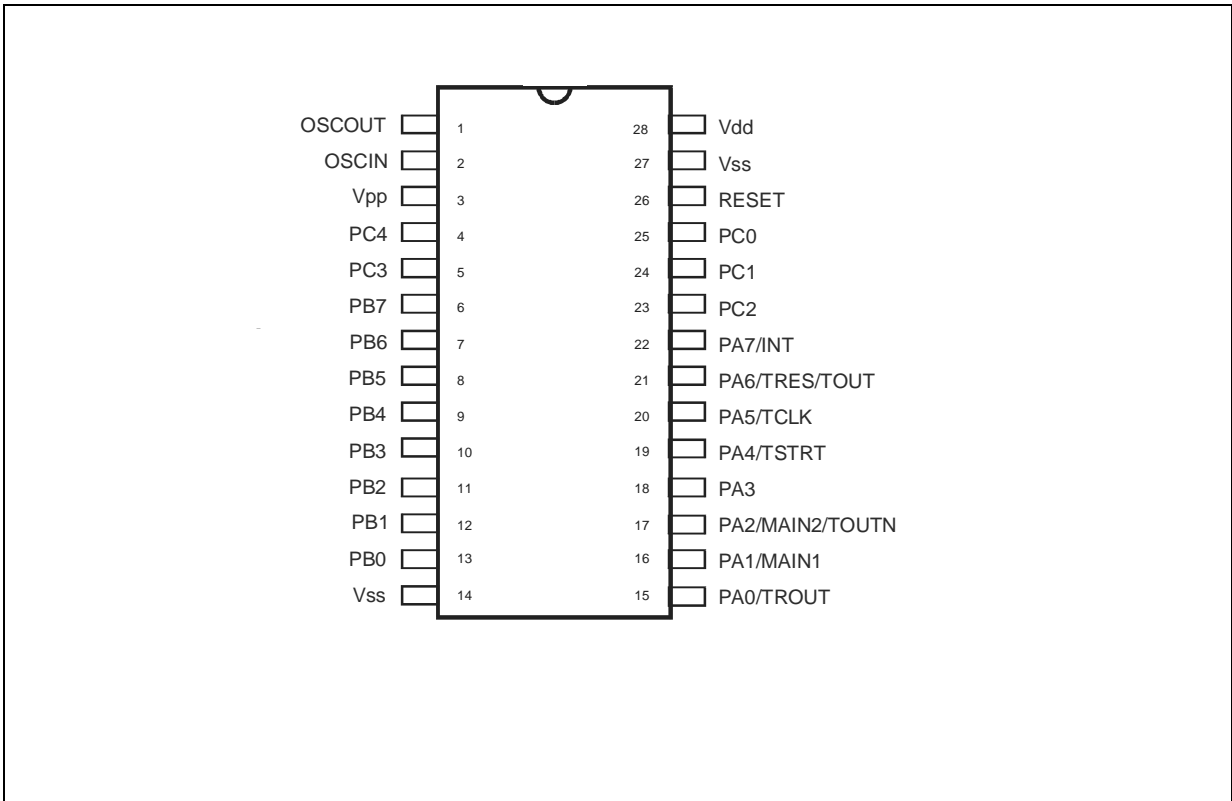 OSCOUT 1 28 Vdd
OSCIN 2 27 Vss
Vpp 3 26 RESET
PC4 4 25 PC0
PC3 5 24 PC1
PB7 6 23 PC2
PB6 7 22 PA7/INT
PB5 8 21 PA6/TRES/TOUT
PB4 9 20 PA5/TCLK
PB3 10 19 PA4/TSTRT
PB2 11 18 PA3
PB1 12 17 PA2/MAIN2/TOUTN
PB0 13 16 PA1/MAIN1
Vss 14 15 PA0/TROUT